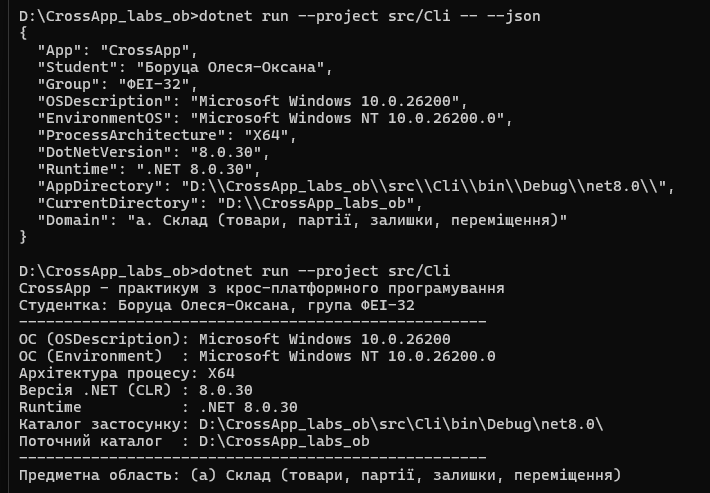 D:\CrossApp_labs_ob>dotnet run --project src/Cli -- --json
{
  "App": "CrossApp",
  "Student": "Боруца Олеся-Оксана",
  "Group": "ФЕІ-32",
  "OSDescription": "Microsoft Windows 10.0.26200",
  "EnvironmentOS": "Microsoft Windows NT 10.0.26200.0",
  "ProcessArchitecture": "X64",
  "DotNetVersion": "8.0.30",
  "Runtime": ".NET 8.0.30",
  "AppDirectory": "D:\\CrossApp_labs_ob\\src\\Cli\\bin\\Debug\\net8.0\\",
  "CurrentDirectory": "D:\\CrossApp_labs_ob",
  "Domain": "а. Склад (товари, партії, залишки, переміщення)"
}
D:\CrossApp_labs_ob>dotnet run --project src/Cli
CrossApp - практикум з крос-платформного програмування
Студентка: Боруца Олеся-Оксана, група ФЕІ-32
----------------------------------------------------
ОС (OSDescription): Microsoft Windows 10.0.26200
ОС (Environment)  : Microsoft Windows NT 10.0.26200.0
Архітектура процесу: X64
Версія .NET (CLR) : 8.0.30
Runtime           : .NET 8.0.30
Каталог застосунку: D:\CrossApp_labs_ob\src\Cli\bin\Debug\net8.0\
Поточний каталог  : D:\CrossApp_labs_ob
----------------------------------------------------
Предметна область: (а) Склад (товари, партії, залишки, переміщення)